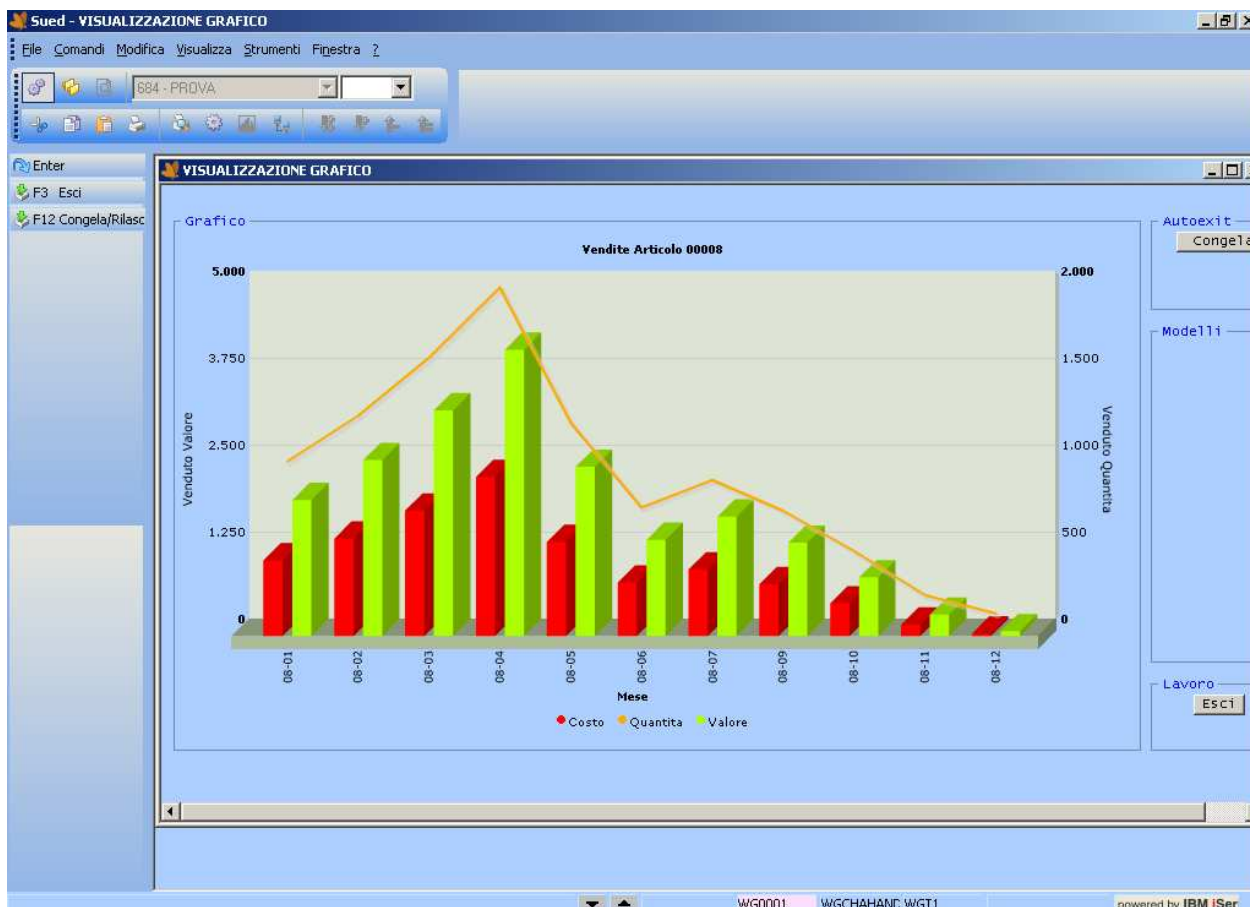 Sued - VISUALIZZAZIONE GRAFICO
File Comandi Modifica Visualizza Strumenti Finestra ?
684 - PROVA
Enter
F3 Esci
F12 Congela/Rilasc
VISUALIZZAZIONE GRAFICO
Grafico
Vendite Articolo 00008
5.000
3.750
2.500
1.250
0
Venduto Valore
2.000
1.500
1.000
500
0
Venduto Quantita
08-01
08-02
08-03
08-04
08-05
08-06
08-07
08-09
08-10
08-11
08-12
Mese
Costo Quantita Valore
Autoexit
Congela
Modelli
Lavoro
Esci
WG0001 WGCHAHAND WGT1
powered by IBM iSer